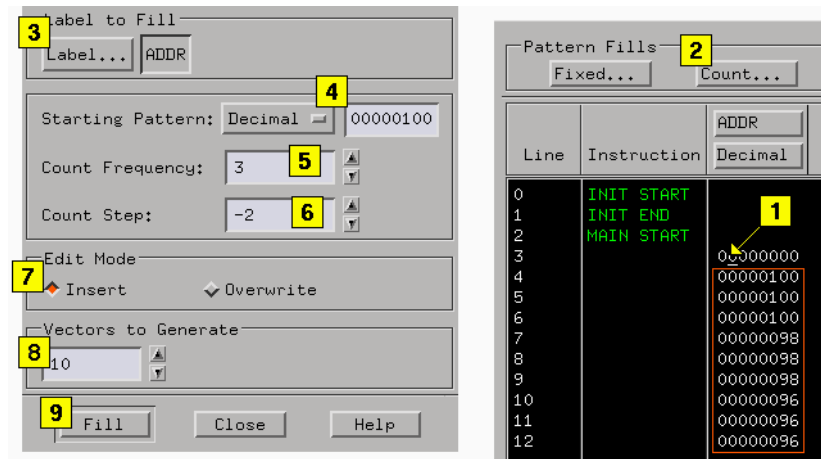 Label to Fill
3
Label... ADDR
4
Starting Pattern: Decimal 00000100
Count Frequency: 3 5
Count Step: -2 6
Edit Mode
7
Insert Overwrite
Vectors to Generate
8
10
9
Fill Close Help
Pattern Fills 2
Fixed... Count...
ADDR
Line Instruction Decimal
0 INIT START
1 INIT END 1
2 MAIN START
3 00000000
4 00000100
5 00000100
6 00000100
7 00000098
8 00000098
9 00000098
10 00000096
11 00000096
12 00000096